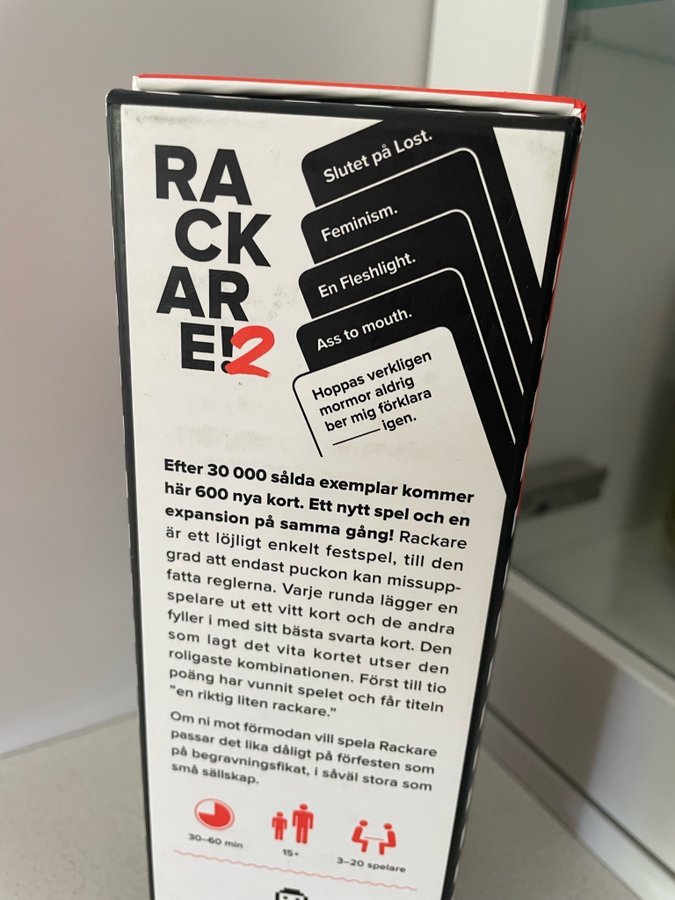 RA
CK
AR
E!2
Slutet på Lost.
Feminism.
En Fleshlight.
Ass to mouth.
Hoppas verkligen
mormor aldrig
ber mig förklara
______ igen.
Efter 30 000 sålda exemplar kommer
här 600 nya kort. Ett nytt spel och en
expansion på samma gång! Rackare
är ett löjligt enkelt festspel, till den
grad att endast puckon kan missupp-
fatta reglerna. Varje runda lägger en
spelare ut ett vitt kort och de andra
fyller i med sitt bästa svarta kort. Den
som lagt det vita kortet utser den
roligaste kombinationen. Först till tio
poäng har vunnit spelet och får titeln
”en riktig liten rackare.”
Om ni mot förmodan vill spela Rackare
passar det lika dåligt på förfesten som
på begravningsfikat, i såväl stora som
små sällskap.
30–60 min
15+
3–20 spelare